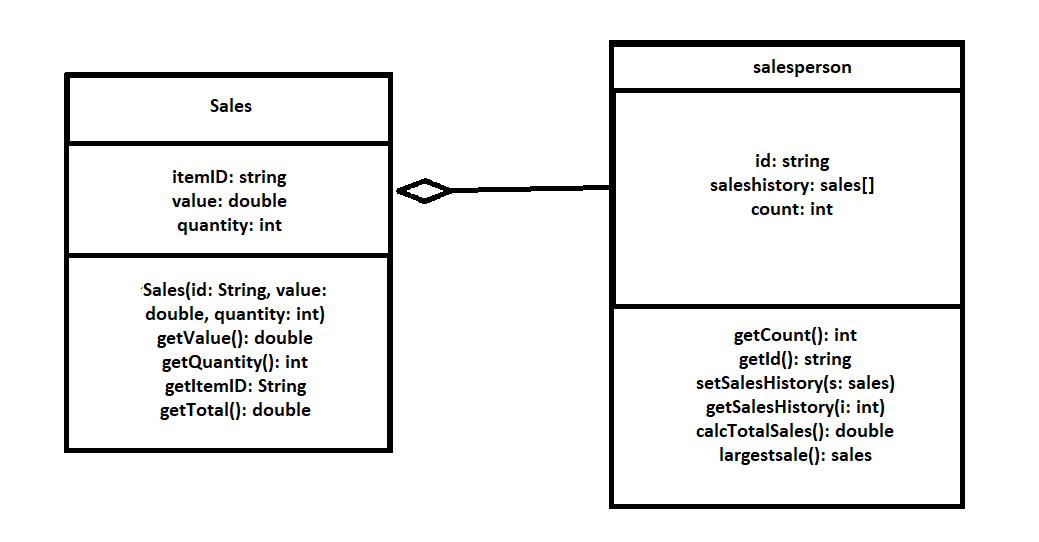 Sales
itemID: string
value: double
quantity: int
Sales(id: String, value:
double, quantity: int)
getValue(): double
getQuantity(): int
getItemID: String
getTotal(): double
salesperson
id: string
saleshistory: sales[]
count: int
getCount(): int
getId(): string
setSalesHistory(s: sales)
getSalesHistory(i: int)
calcTotalSales(): double
largestsale(): sales